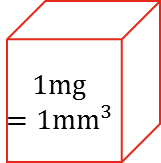 1mg
= 1mm³